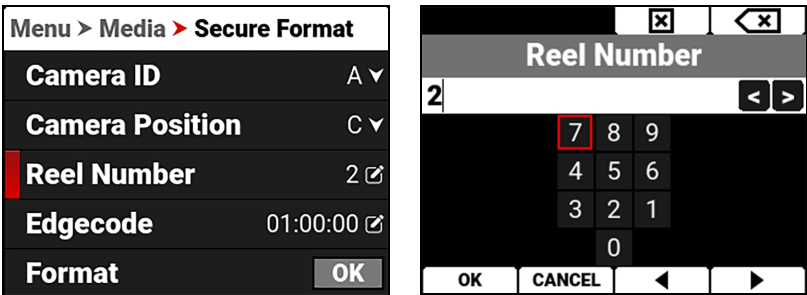 Menu > Media > Secure Format
Camera ID A
Camera Position C
Reel Number 2
Edgecode 01:00:00
Format OK
Reel Number
2 < >
7 8 9
4 5 6
3 2 1
0
OK CANCEL